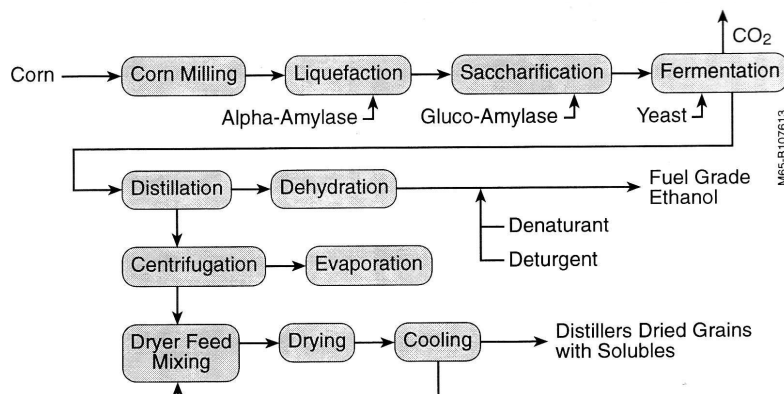 CO2
Corn
Corn Milling
Liquefaction
Saccharification
Fermentation
Alpha-Amylase
Gluco-Amylase
Yeast
M65-B107613
Distillation
Dehydration
Fuel Grade
Ethanol
Denaturant
Deturgent
Centrifugation
Evaporation
Dryer Feed
Mixing
Drying
Cooling
Distillers Dried Grains
with Solubles